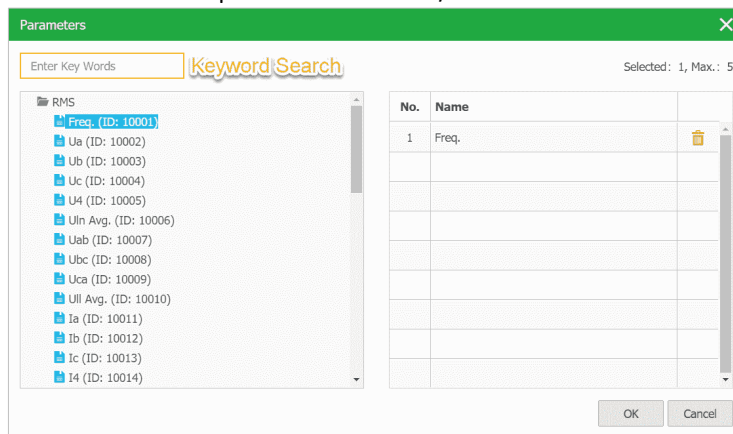 Parameters
Enter Key Words
Keyword Search
Selected: 1, Max.: 5
RMS
Freq. (ID: 10001)
Ua (ID: 10002)
Ub (ID: 10003)
Uc (ID: 10004)
U4 (ID: 10005)
Uln Avg. (ID: 10006)
Uab (ID: 10007)
Ubc (ID: 10008)
Uca (ID: 10009)
Ull Avg. (ID: 10010)
Ia (ID: 10011)
Ib (ID: 10012)
Ic (ID: 10013)
I4 (ID: 10014)
No. Name
1 Freq.
OK Cancel